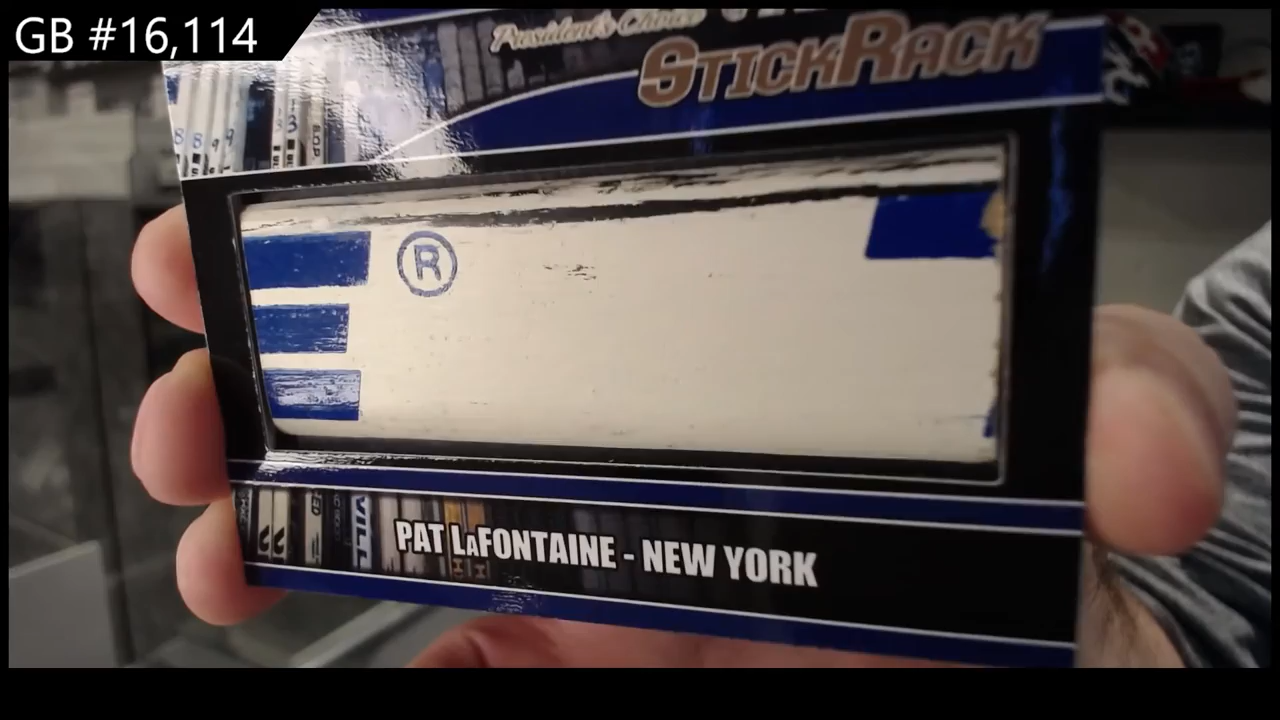 GB #16,114
President's Choice
STICKRACK
R
PAT LAFONTAINE - NEW YORK